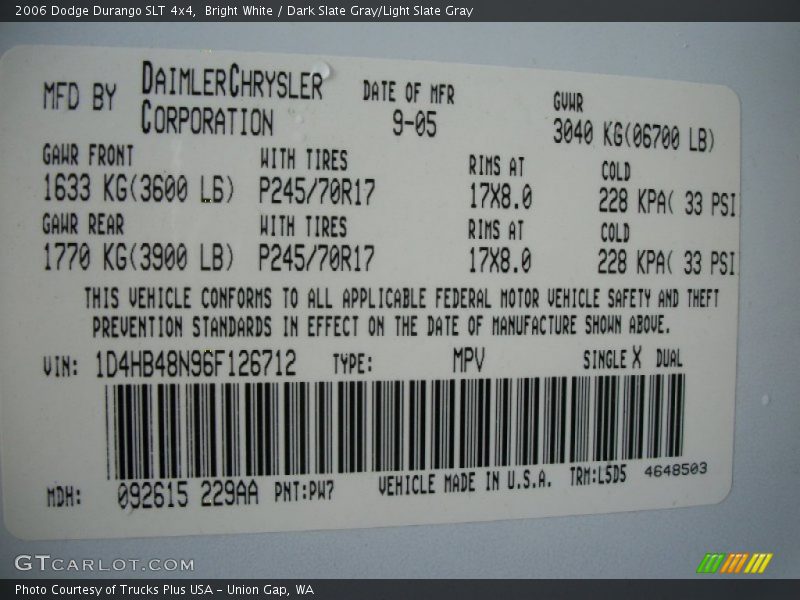 2006 Dodge Durango SLT 4x4,  Bright White / Dark Slate Gray/Light Slate Gray
MFD BY DAIMLERCHRYSLER CORPORATION DATE OF MFR 9-05 GVWR 3040 KG(06700 LB)
GAWR FRONT WITH TIRES RIMS AT COLD
1633 KG(3600 LB) P245/70R17 17X8.0 228 KPA( 33 PSI
GAWR REAR WITH TIRES RIMS AT COLD
1770 KG(3900 LB) P245/70R17 17X8.0 228 KPA( 33 PSI
THIS VEHICLE CONFORMS TO ALL APPLICABLE FEDERAL MOTOR VEHICLE SAFETY AND THEFT
PREVENTION STANDARDS IN EFFECT ON THE DATE OF MANUFACTURE SHOWN ABOVE.
VIN: 1D4HB48N96F126712 TYPE: MPV SINGLE X DUAL
MDH: 092615 229AA PNT:PW7 VEHICLE MADE IN U.S.A. TRM:L5D5 4648503
GTCARLOT.COM
Photo Courtesy of Trucks Plus USA – Union Gap, WA